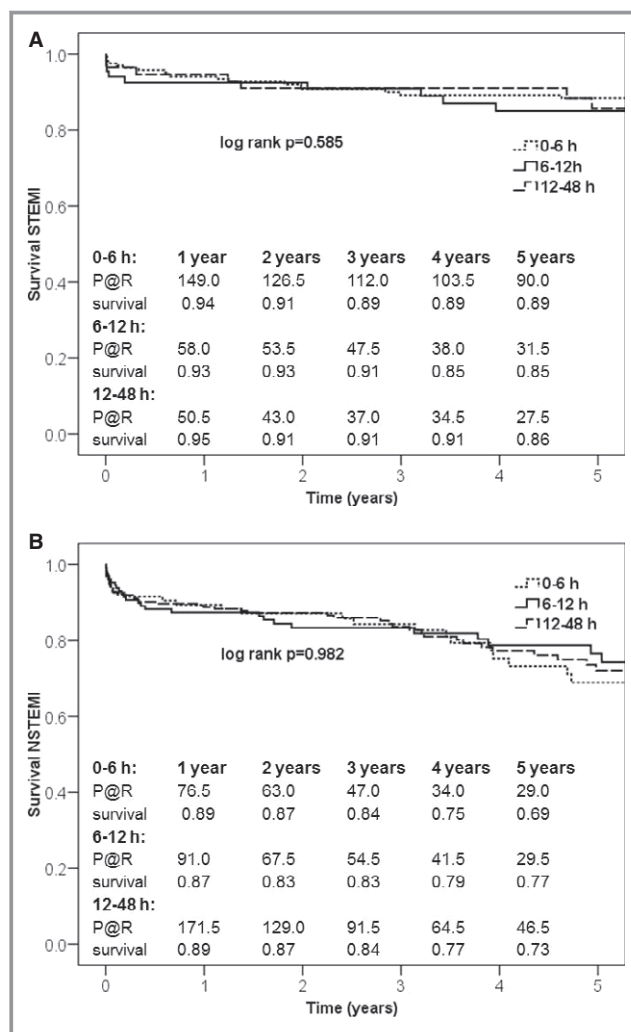 A
1.0
0.8
0.6
0.4
0.2
0.0
Survival STEMI
log rank p=0.585
0-6 h
6-12h
12-48 h
0-6 h: 1 year 2 years 3 years 4 years 5 years
P@R 149.0 126.5 112.0 103.5 90.0
survival 0.94 0.91 0.89 0.89 0.89
6-12 h:
P@R 58.0 53.5 47.5 38.0 31.5
survival 0.93 0.93 0.91 0.85 0.85
12-48 h:
P@R 50.5 43.0 37.0 34.5 27.5
survival 0.95 0.91 0.91 0.91 0.86
0 1 2 3 4 5
Time (years)
B
1.0
0.8
0.6
0.4
0.2
0.0
Survival NSTEMI
log rank p=0.982
0-6 h
6-12 h
12-48 h
0-6 h: 1 year 2 years 3 years 4 years 5 years
P@R 76.5 63.0 47.0 34.0 29.0
survival 0.89 0.87 0.84 0.75 0.69
6-12 h:
P@R 91.0 67.5 54.5 41.5 29.5
survival 0.87 0.83 0.83 0.79 0.77
12-48 h:
P@R 171.5 129.0 91.5 64.5 46.5
survival 0.89 0.87 0.84 0.77 0.73
0 1 2 3 4 5
Time (years)